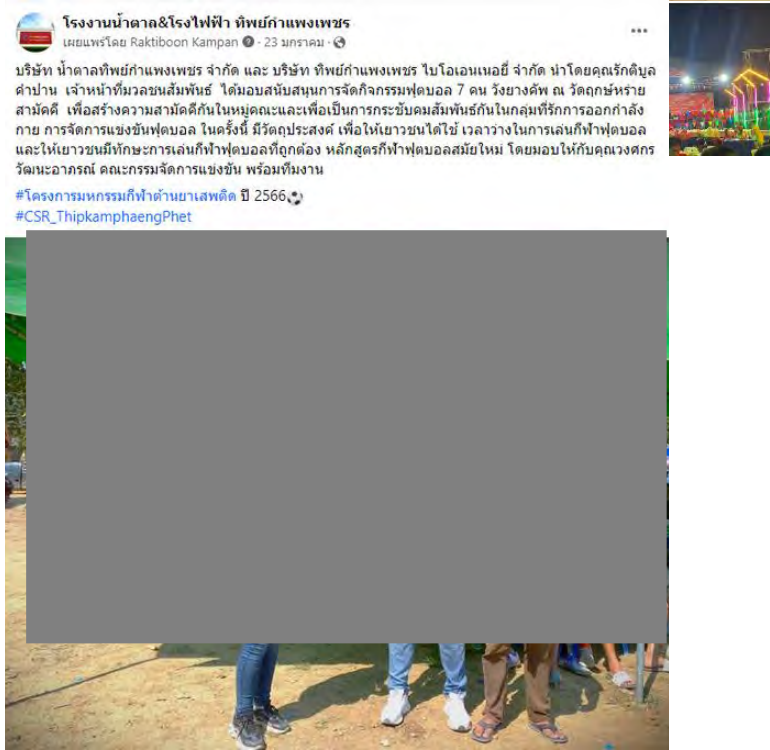 โรงงานน้ำตาล&โรงไฟฟ้า ทิพย์กำแพงเพชร
เผยแพร่โดย Raktiboon Kampan · 23 มกราคม ·
บริษัท น้ำตาลทิพย์กำแพงเพชร จำกัด และ บริษัท ทิพย์กำแพงเพชร ไบโอเอนเนอยี่ จำกัด นำโดยคุณรักติบูล
คำปาน เจ้าหน้าที่มวลชนสัมพันธ์ ได้มอบสนับสนุนการจัดกิจกรรมฟุตบอล 7 คน วังยางคัพ ณ วัดฤกษ์หร่าย
สามัคคี เพื่อสร้างความสามัคคีกันในหมู่คณะและเพื่อเป็นการกระชับคมสัมพันธ์กันในกลุ่มที่รักการออกกำลัง
กาย การจัดการแข่งขันฟุตบอล ในครั้งนี้ มีวัตถุประสงค์ เพื่อให้เยาวชนได้ใช้ เวลาว่างในการเล่นกีฬาฟุตบอล
และให้เยาวชนมีทักษะการเล่นกีฬาฟุตบอลที่ถูกต้อง หลักสูตรกีฬาฟุตบอลสมัยใหม่ โดยมอบให้กับคุณวงศกร
วัฒนะอาภรณ์ คณะกรรมจัดการแข่งขัน พร้อมทีมงาน
#โครงการมหกรรมกีฬาต้านยาเสพติด ปี 2566
#CSR_ThipkamphaengPhet